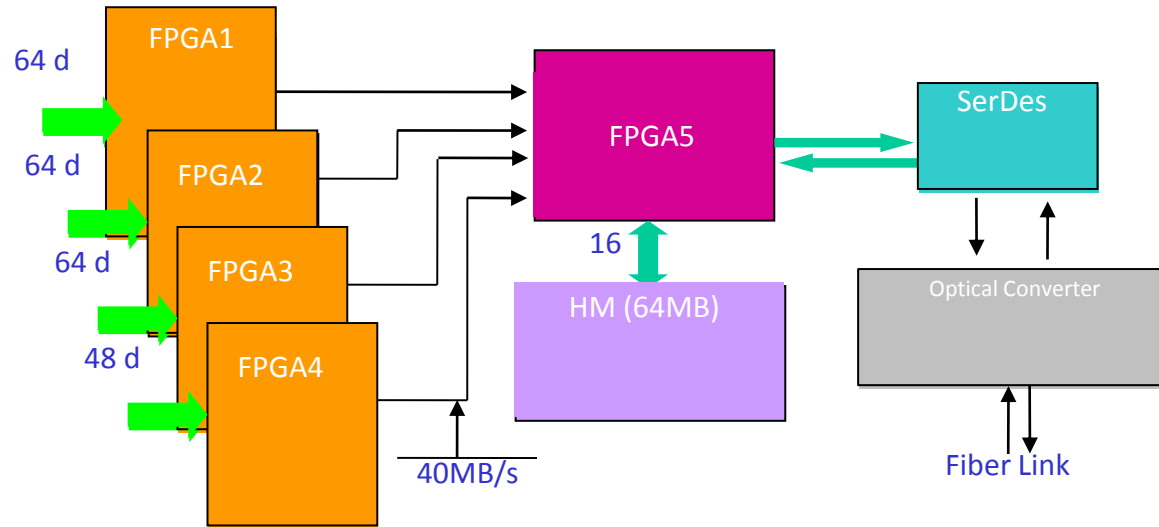 64 d
FPGA1
64 d
FPGA2
64 d
FPGA3
48 d
FPGA4
40MB/s
FPGA5
16
HM (64MB)
SerDes
Optical Converter
Fiber Link